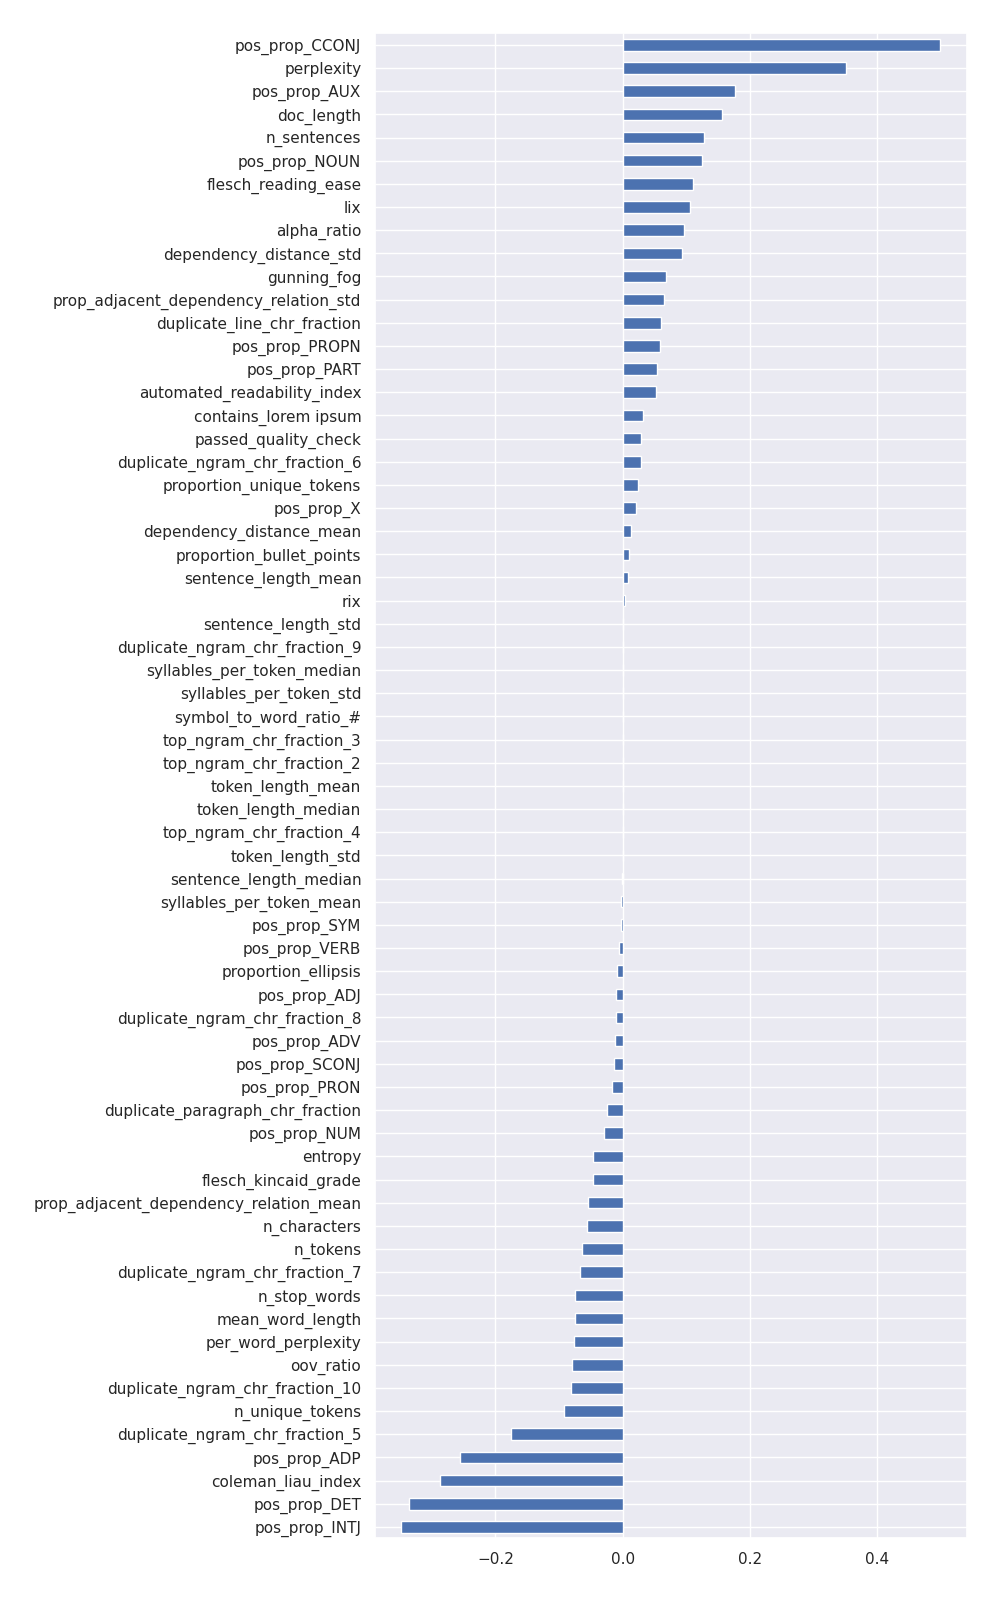 pos_prop_CCONJ
perplexity
pos_prop_AUX
doc_length
n_sentences
pos_prop_NOUN
flesch_reading_ease
lix
alpha_ratio
dependency_distance_std
gunning_fog
prop_adjacent_dependency_relation_std
duplicate_line_chr_fraction
pos_prop_PROPN
pos_prop_PART
automated_readability_index
contains_lorem ipsum
passed_quality_check
duplicate_ngram_chr_fraction_6
proportion_unique_tokens
pos_prop_X
dependency_distance_mean
proportion_bullet_points
sentence_length_mean
rix
sentence_length_std
duplicate_ngram_chr_fraction_9
syllables_per_token_median
syllables_per_token_std
symbol_to_word_ratio_#
top_ngram_chr_fraction_3
top_ngram_chr_fraction_2
token_length_mean
token_length_median
top_ngram_chr_fraction_4
token_length_std
sentence_length_median
syllables_per_token_mean
pos_prop_SYM
pos_prop_VERB
proportion_ellipsis
pos_prop_ADJ
duplicate_ngram_chr_fraction_8
pos_prop_ADV
pos_prop_SCONJ
pos_prop_PRON
duplicate_paragraph_chr_fraction
pos_prop_NUM
entropy
flesch_kincaid_grade
prop_adjacent_dependency_relation_mean
n_characters
n_tokens
duplicate_ngram_chr_fraction_7
n_stop_words
mean_word_length
per_word_perplexity
oov_ratio
duplicate_ngram_chr_fraction_10
n_unique_tokens
duplicate_ngram_chr_fraction_5
pos_prop_ADP
coleman_liau_index
pos_prop_DET
pos_prop_INTJ
−0.2 0.0 0.2 0.4